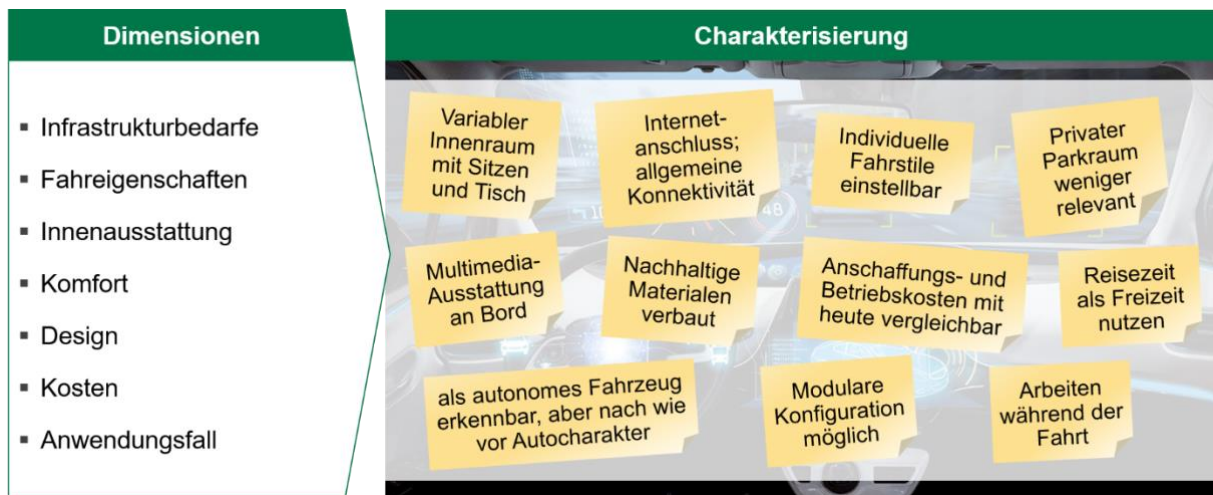 Dimensionen
▪ Infrastrukturbedarfe
▪ Fahreigenschaften
▪ Innenausstattung
▪ Komfort
▪ Design
▪ Kosten
▪ Anwendungsfall
Charakterisierung
Variabler
Innenraum
mit Sitzen
und Tisch
Internet-
anschluss;
allgemeine
Konnektivität
Individuelle
Fahrstile
einstellbar
Privater
Parkraum
weniger
relevant
Multimedia-
Ausstattung
an Bord
Nachhaltige
Materialen
verbaut
Anschaffungs- und
Betriebskosten mit
heute vergleichbar
Reisezeit
als Freizeit
nutzen
als autonomes Fahrzeug
erkennbar, aber nach wie
vor Autocharakter
Modulare
Konfiguration
möglich
Arbeiten
während der
Fahrt
48